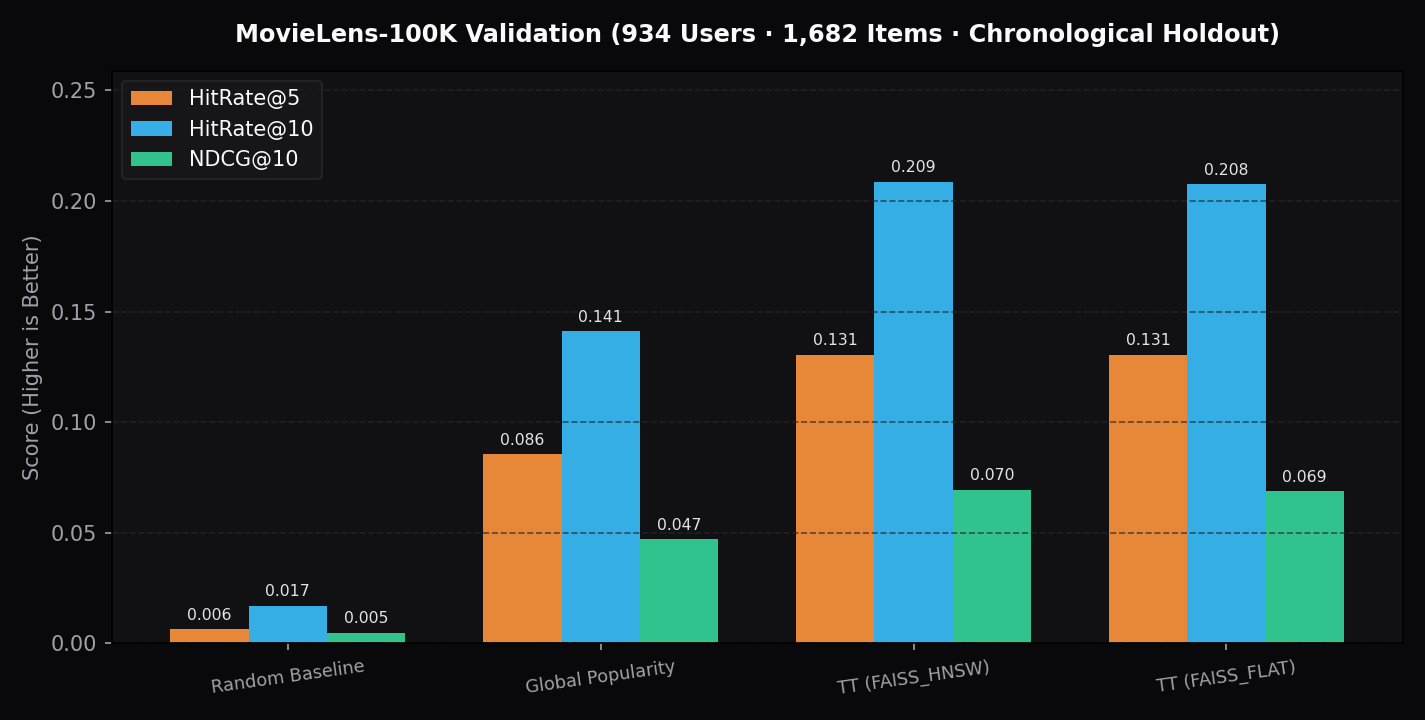 MovieLens-100K Validation (934 Users · 1,682 Items · Chronological Holdout)
HitRate@5
HitRate@10
NDCG@10
Score (Higher is Better)
0.25
0.20
0.15
0.10
0.05
0.00
0.006
0.017
0.005
0.086
0.141
0.047
0.131
0.209
0.070
0.131
0.208
0.069
Random Baseline
Global Popularity
TT (FAISS_HNSW)
TT (FAISS_FLAT)